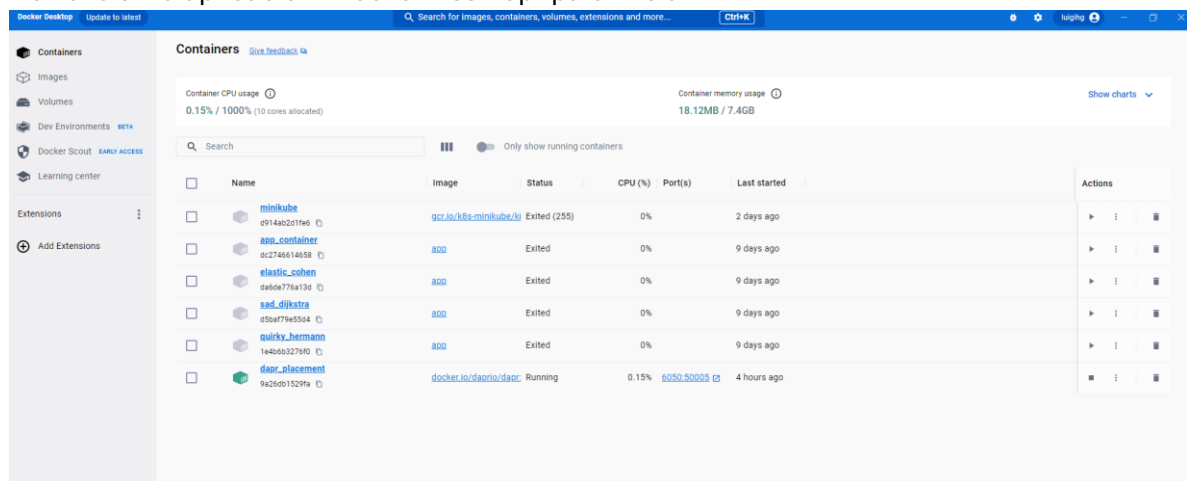 Docker Desktop Update to latest Search for images, containers, volumes, extensions and more... Ctrl+K luigihg
Containers
Images
Volumes
Dev Environments BETA
Docker Scout EARLY ACCESS
Learning center
Extensions
Add Extensions
Containers Give feedback
Container CPU usage
0.15% / 1000% (10 cores allocated)
Container memory usage
18.12MB / 7.4GB
Show charts
Search
Only show running containers
Name Image Status CPU (%) Port(s) Last started Actions
minikube gcr.io/k8s-minikube/ki Exited (255) 0% 2 days ago
d914ab2d1fe6
app_container app Exited 0% 9 days ago
dc2746614658
elastic_cohen app Exited 0% 9 days ago
da6de776a13d
sad_dijkstra app Exited 0% 9 days ago
d5baf79e55d4
quirky_hermann app Exited 0% 9 days ago
1e4b6b3276f0
dapr_placement docker.io/daprio/dapr: Running 0.15% 6050:50005 4 hours ago
9a26db1529fa